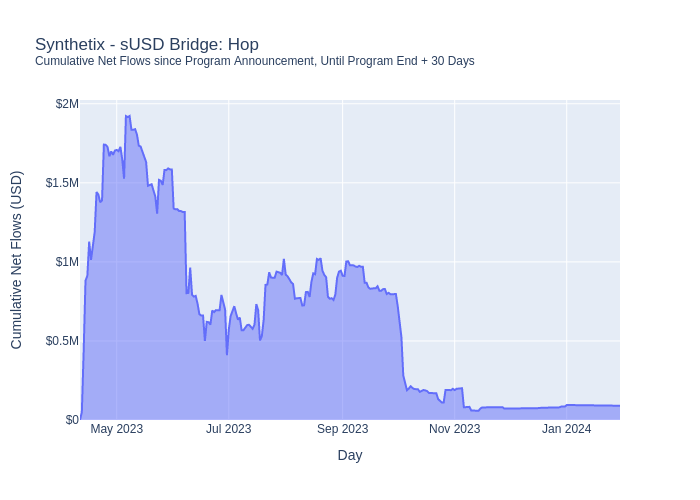 Synthetix - sUSD Bridge: Hop
Cumulative Net Flows since Program Announcement, Until Program End + 30 Days
Cumulative Net Flows (USD)
$2M
$1.5M
$1M
$0.5M
$0
May 2023
Jul 2023
Sep 2023
Nov 2023
Jan 2024
Day